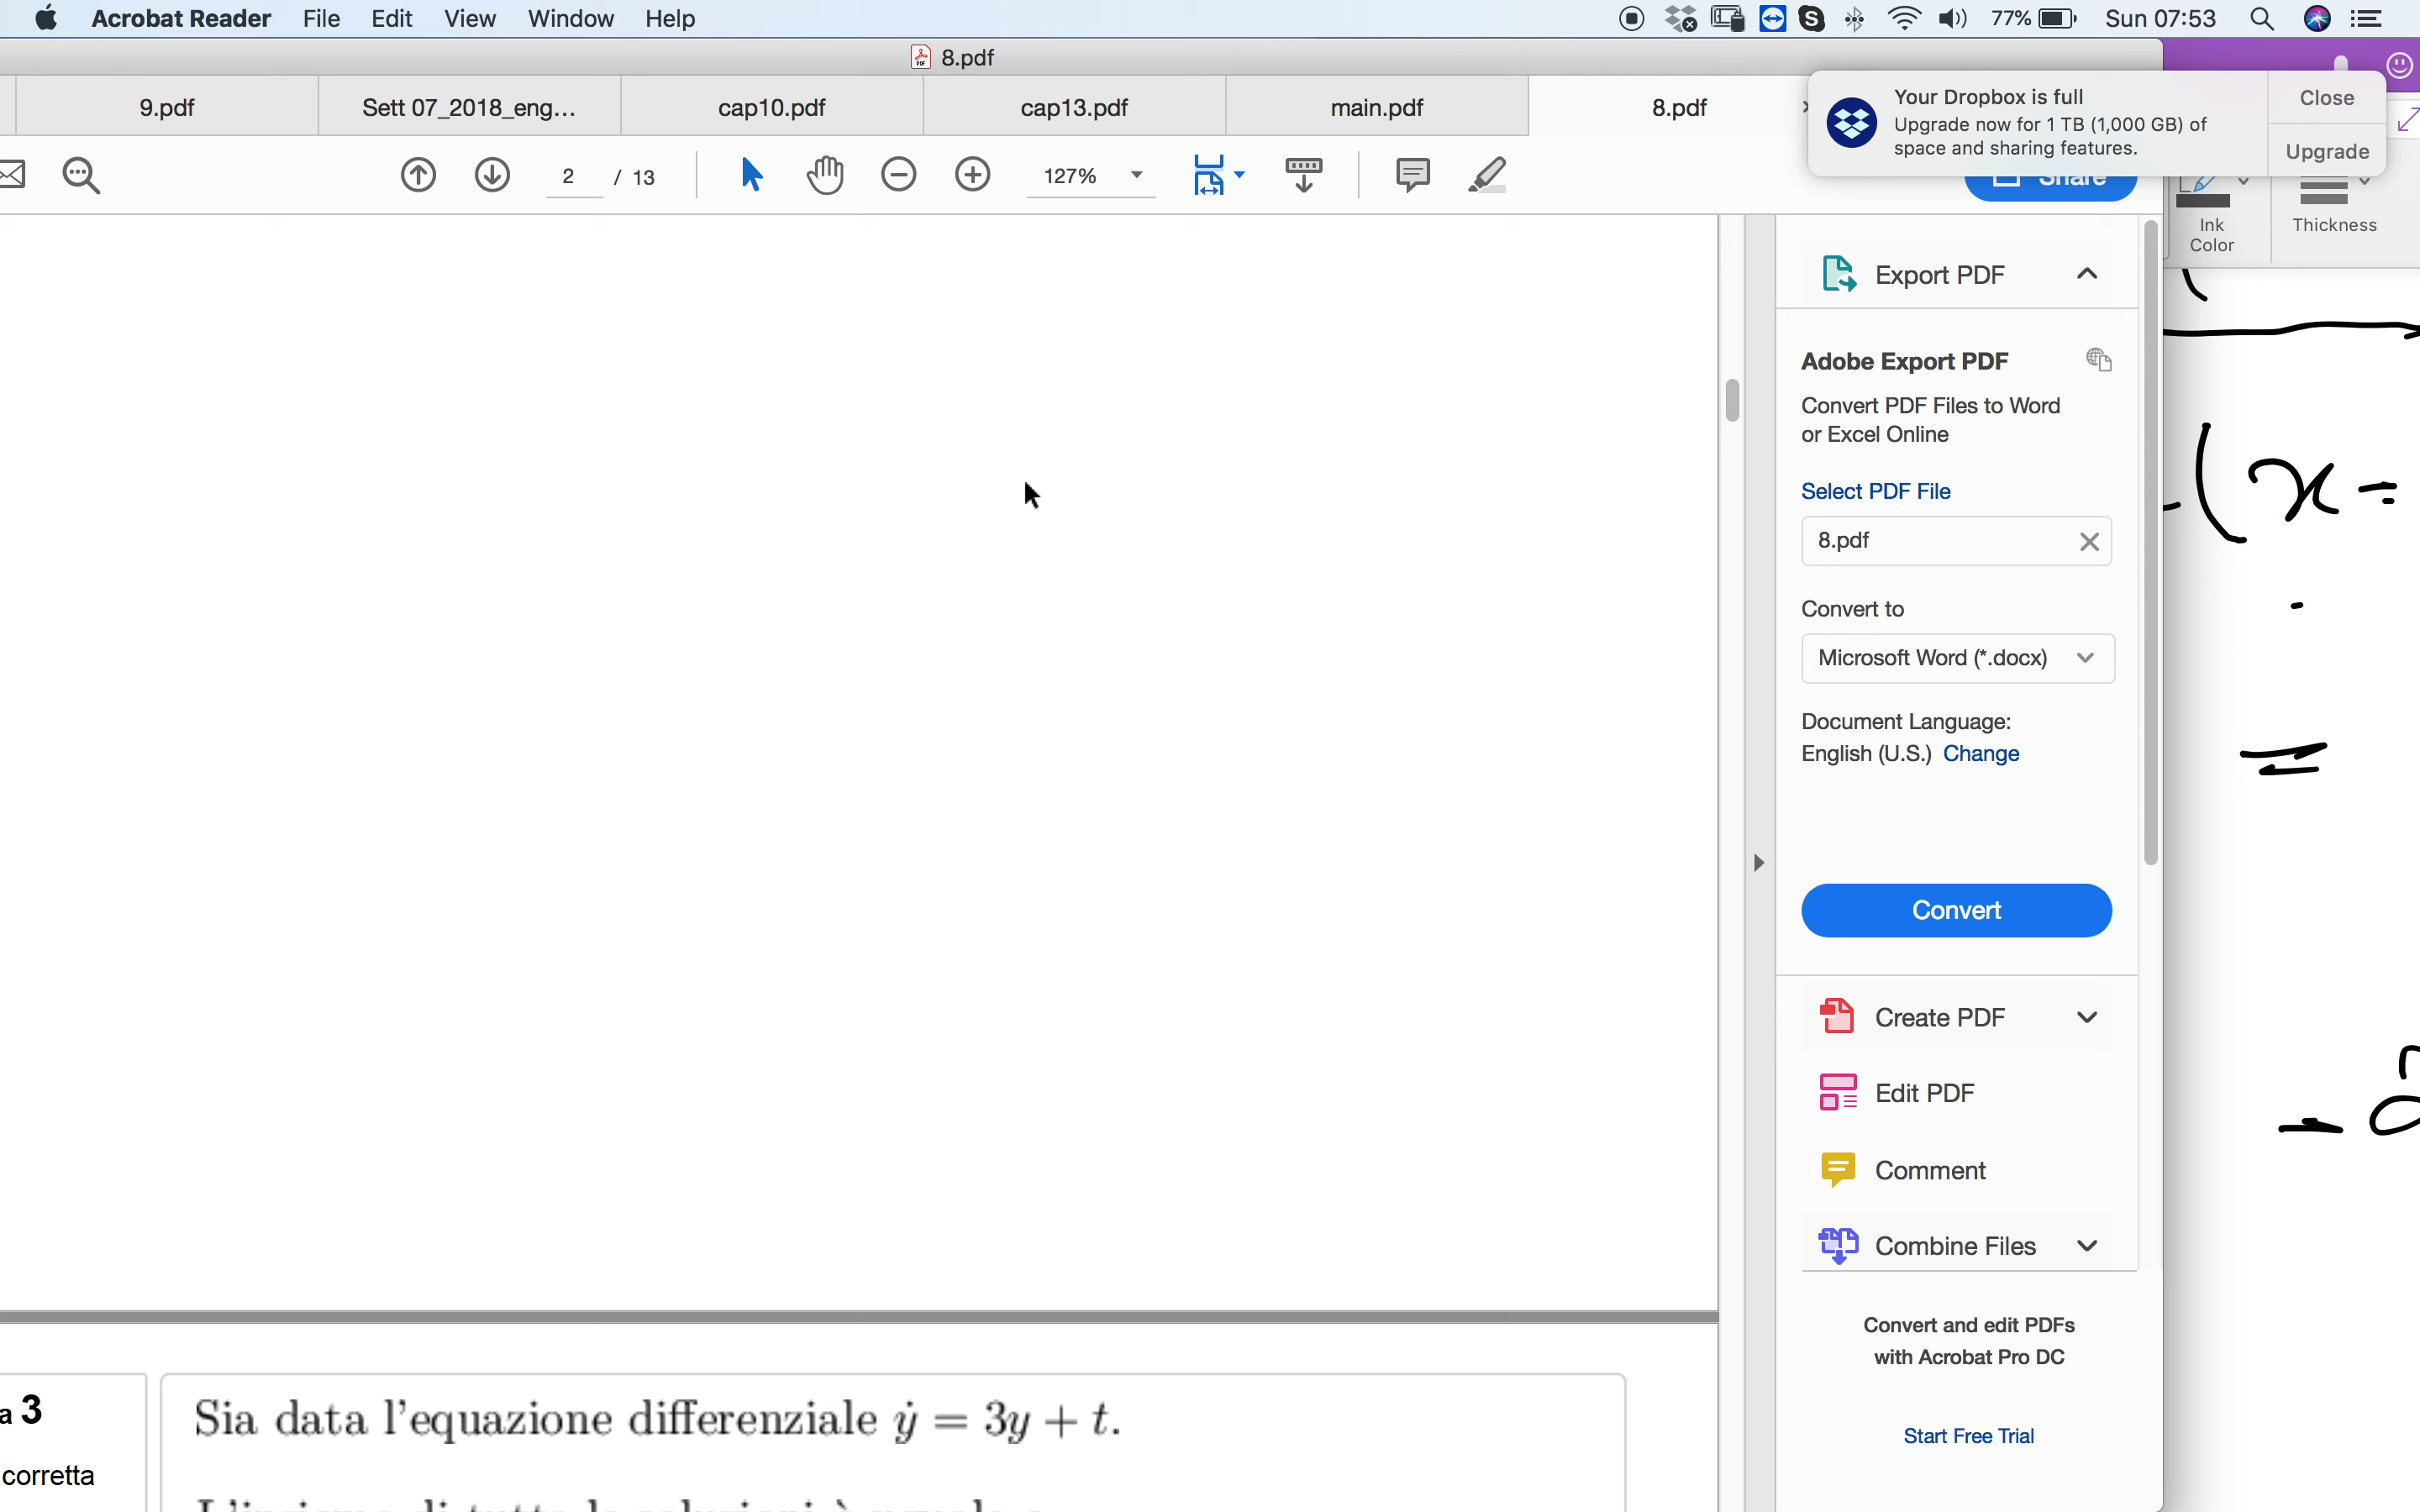 Acrobat Reader File Edit View Window Help 77% Sun 07:53
8.pdf
9.pdf Sett 07_2018_eng... cap10.pdf cap13.pdf main.pdf 8.pdf
Your Dropbox is full
Upgrade now for 1 TB (1,000 GB) of
space and sharing features.
Close
Upgrade
2 / 13 127%
Share
Ink
Color
Thickness
Export PDF
Adobe Export PDF
Convert PDF Files to Word
or Excel Online
Select PDF File
8.pdf
Convert to
Microsoft Word (*.docx)
Document Language:
English (U.S.) Change
Convert
Create PDF
Edit PDF
Comment
Combine Files
Convert and edit PDFs
with Acrobat Pro DC
Start Free Trial
(x =
=
a 3
corretta
Sia data l'equazione differenziale ẏ = 3y + t.